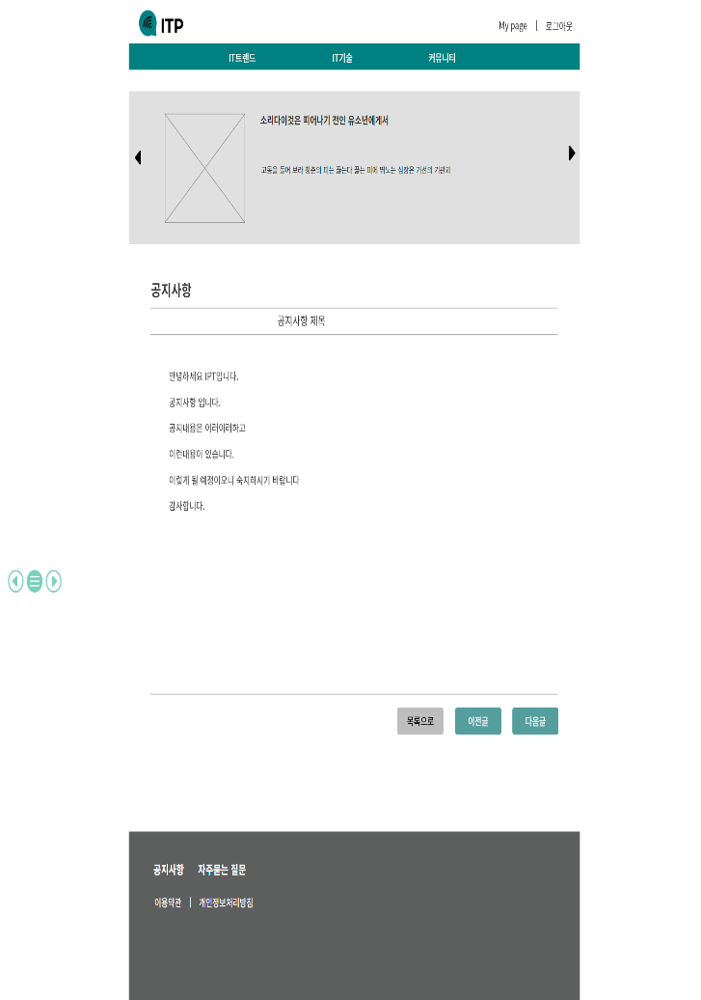 ITP
My page | 로그아웃
IT트렌드 IT기술 커뮤니티
소리다이것은 피어나기 전인 유소년에게서
고동을 들어 보라 청춘의 피는 끓는다 끓는 피에 뛰노는 심장은 거선의 기관과
공지사항
공지사항 제목
안녕하세요 IPT입니다.
공지사항 입니다.
공지내용은 이러이러하고
이런내용이 있습니다.
이렇게 될 예정이오니 숙지하시기 바랍니다
감사합니다.
목록으로 이전글 다음글
공지사항 자주묻는 질문
이용약관 | 개인정보처리방침